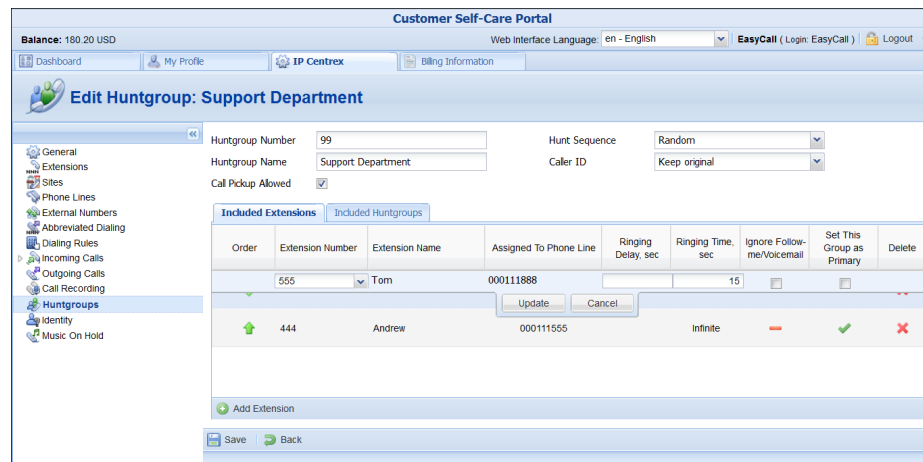 Customer Self-Care Portal
Balance: 180.20 USD
Web Interface Language: en - English
EasyCall ( Login: EasyCall )
Logout
Dashboard
My Profile
IP Centrex
Billing Information
Edit Huntgroup: Support Department
General
Extensions
Sites
Phone Lines
External Numbers
Abbreviated Dialing
Dialing Rules
Incoming Calls
Outgoing Calls
Call Recording
Huntgroups
Identity
Music On Hold
Huntgroup Number 99 Hunt Sequence Random
Huntgroup Name Support Department Caller ID Keep original
Call Pickup Allowed
Included Extensions Included Huntgroups
Order Extension Number Extension Name Assigned To Phone Line Ringing Delay, sec Ringing Time, sec Ignore Follow-me/Voicemail Set This Group as Primary Delete
555 Tom 000111888 15
Update Cancel
444 Andrew 000111555 Infinite
Add Extension
Save Back